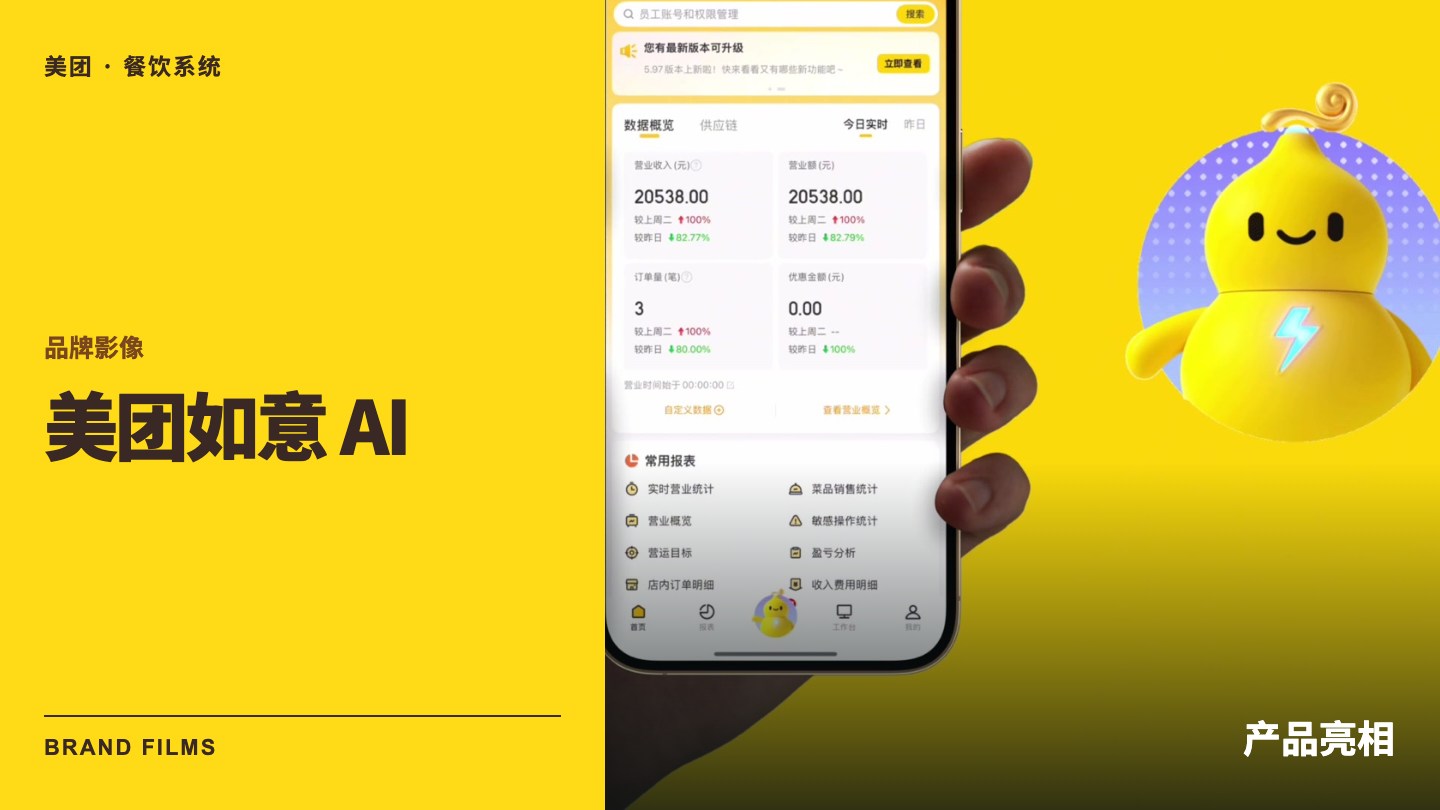 美团 · 餐饮系统
品牌影像
美团如意 AI
BRAND FILMS
员工账号和权限管理
搜索
您有最新版本可升级
5.97版本上新啦！快来看看又有哪些新功能吧~
立即查看
数据概览 供应链 今日实时 昨日
营业收入(元)
20538.00
较上周二 100%
较昨日 82.77%
营业额(元)
20538.00
较上周二 100%
较昨日 82.79%
订单量(笔)
3
较上周二 100%
较昨日 80.00%
优惠金额(元)
0.00
较上周二 --
较昨日 100%
营业时间始于00:00:00
自定义数据 查看营业概览
常用报表
实时营业统计 菜品销售统计
营业概览 敏感操作统计
营运目标 盈亏分析
店内订单明细 收入费用明细
首页 报表 工作台 我的
产品亮相